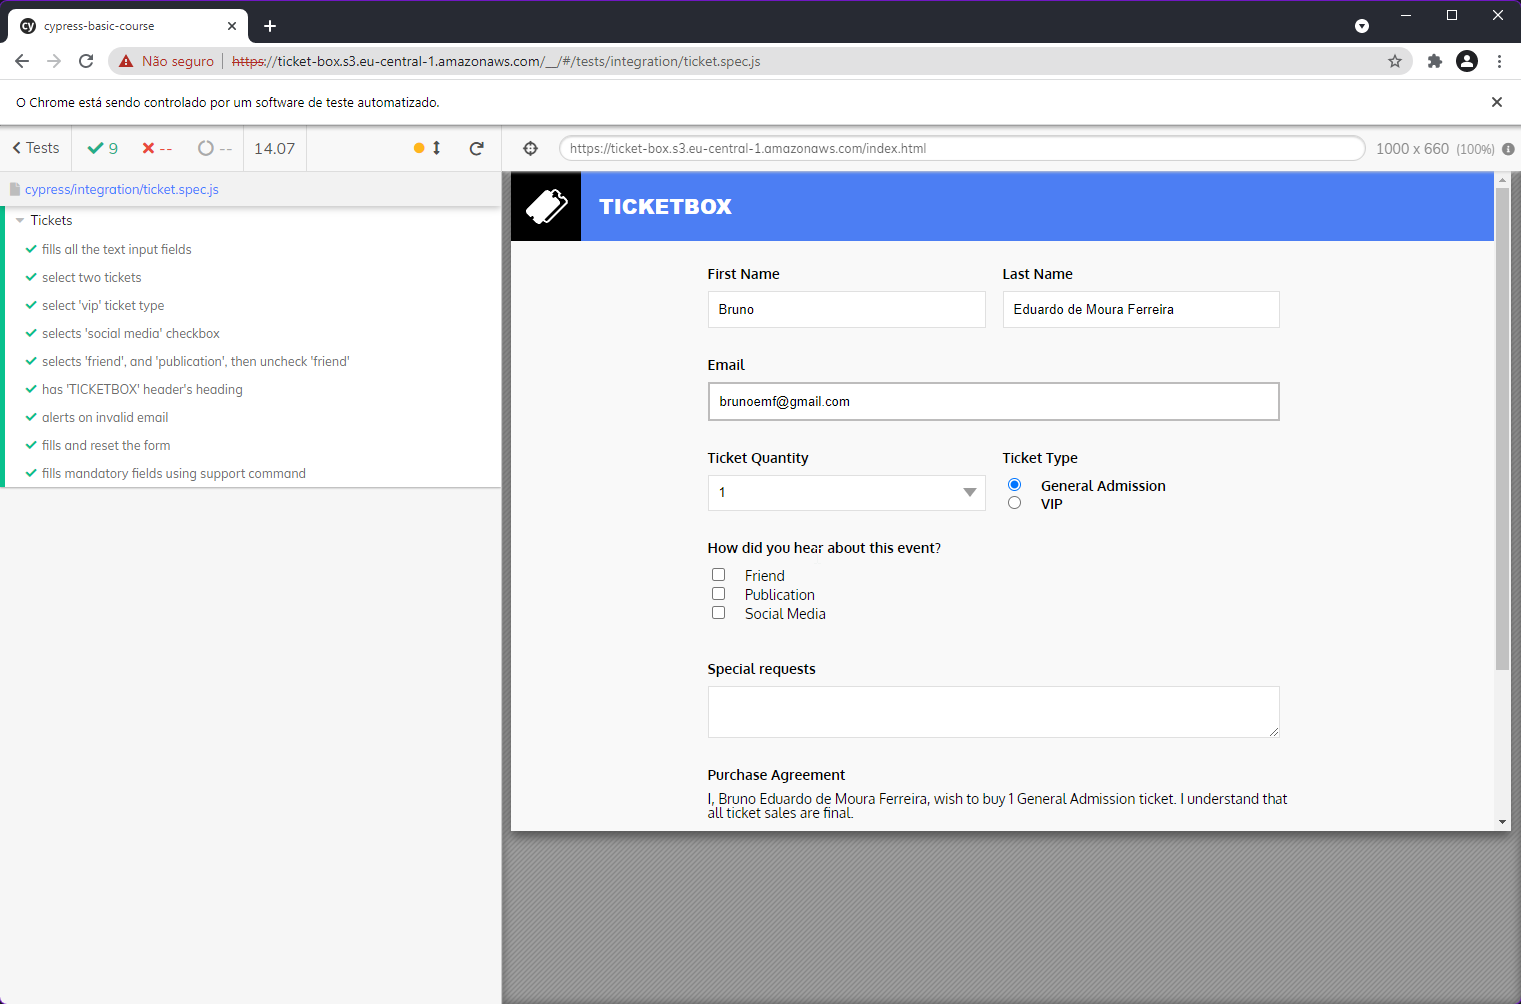 cypress-basic-course
Não seguro
https://ticket-box.s3.eu-central-1.amazonaws.com/__/#/tests/integration/ticket.spec.js
O Chrome está sendo controlado por um software de teste automatizado.
Tests
9
--
--
14.07
https://ticket-box.s3.eu-central-1.amazonaws.com/index.html
1000 x 660 (100%)
cypress/integration/ticket.spec.js
Tickets
fills all the text input fields
select two tickets
select 'vip' ticket type
selects 'social media' checkbox
selects 'friend', and 'publication', then uncheck 'friend'
has 'TICKETBOX' header's heading
alerts on invalid email
fills and reset the form
fills mandatory fields using support command
TICKETBOX
First Name
Last Name
Bruno
Eduardo de Moura Ferreira
Email
brunoemf@gmail.com
Ticket Quantity
Ticket Type
1
General Admission
VIP
How did you hear about this event?
Friend
Publication
Social Media
Special requests
Purchase Agreement
I, Bruno Eduardo de Moura Ferreira, wish to buy 1 General Admission ticket. I understand that
all ticket sales are final.